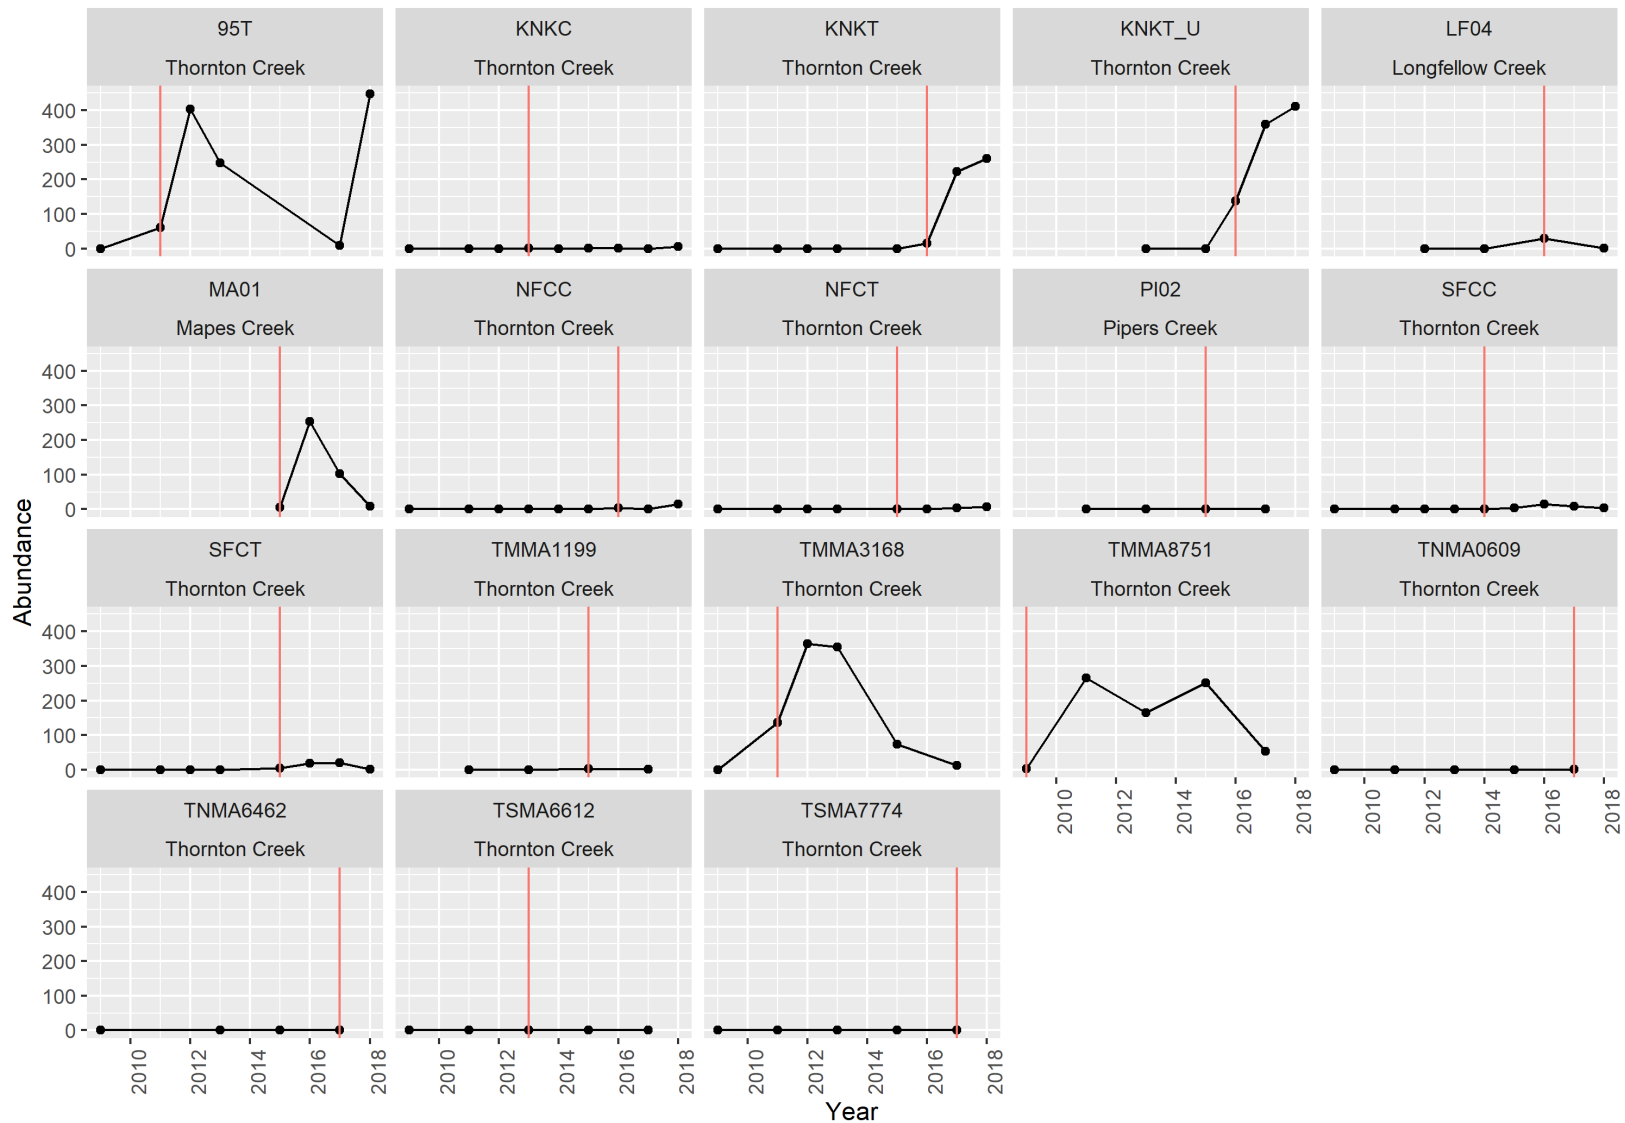 95T
KNKC
KNKT
KNKT_U
LF04
Thornton Creek
Thornton Creek
Thornton Creek
Thornton Creek
Longfellow Creek
400
300
200
100
0
MA01
NFCC
NFCT
PI02
SFCC
Mapes Creek
Thornton Creek
Thornton Creek
Pipers Creek
Thornton Creek
400
300
200
100
0
Abundance
SFCT
TMMA1199
TMMA3168
TMMA8751
TNMA0609
Thornton Creek
Thornton Creek
Thornton Creek
Thornton Creek
Thornton Creek
400
300
200
100
0
2010
2012
2014
2016
2018
2010
2012
2014
2016
2018
TNMA6462
TSMA6612
TSMA7774
Thornton Creek
Thornton Creek
Thornton Creek
400
300
200
100
0
2010
2012
2014
2016
2018
2010
2012
2014
2016
2018
2010
2012
2014
2016
2018
Year